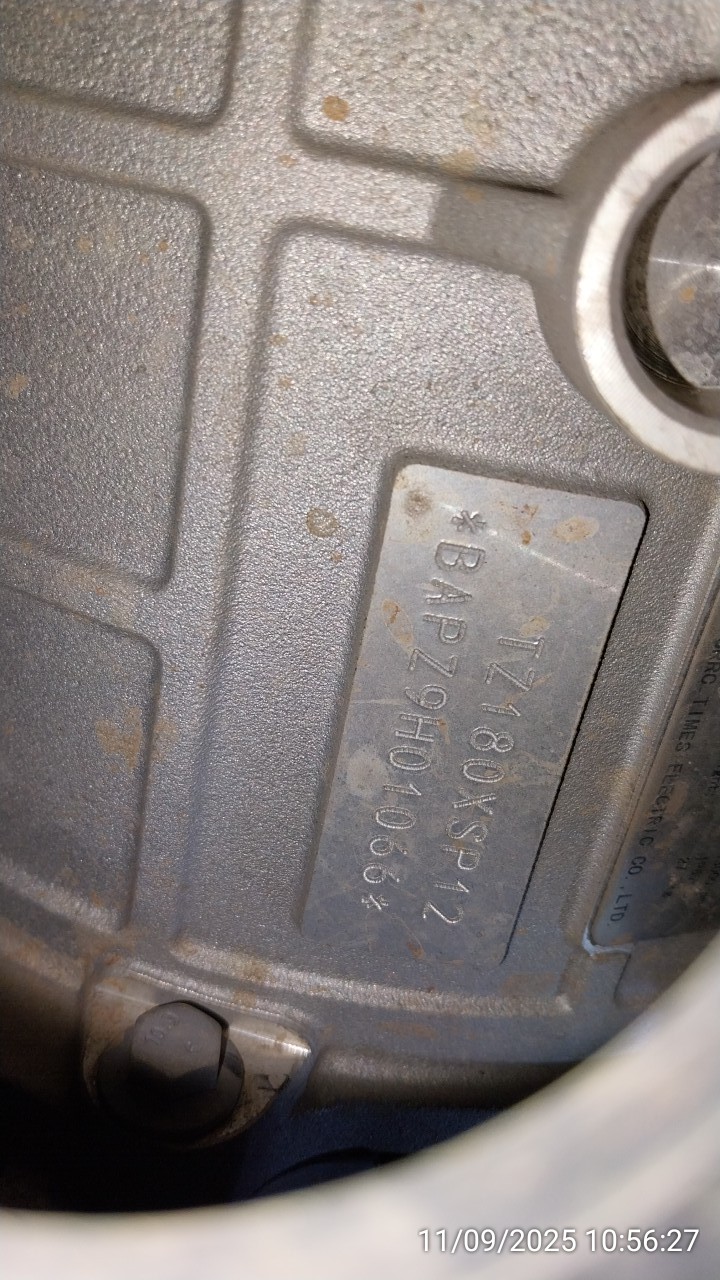 TZ180XSP12
*BAPZ9H01066*
TIMES ELECTRIC CO.,LTD.
11/09/2025 10:56:27